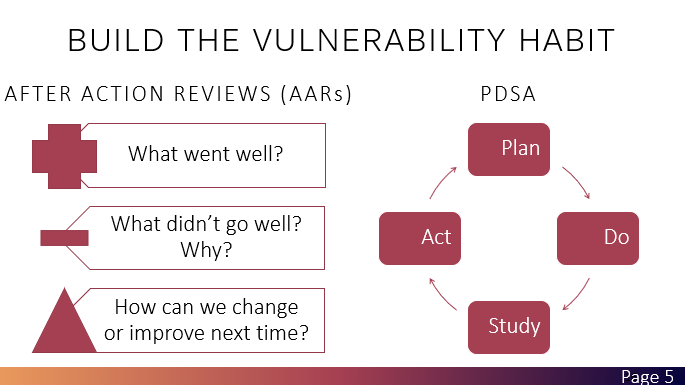 BUILD THE VULNERABILITY HABIT
AFTER ACTION REVIEWS (AARs)
What went well?
What didn’t go well?
Why?
How can we change
or improve next time?
PDSA
Plan
Do
Study
Act
Page 5